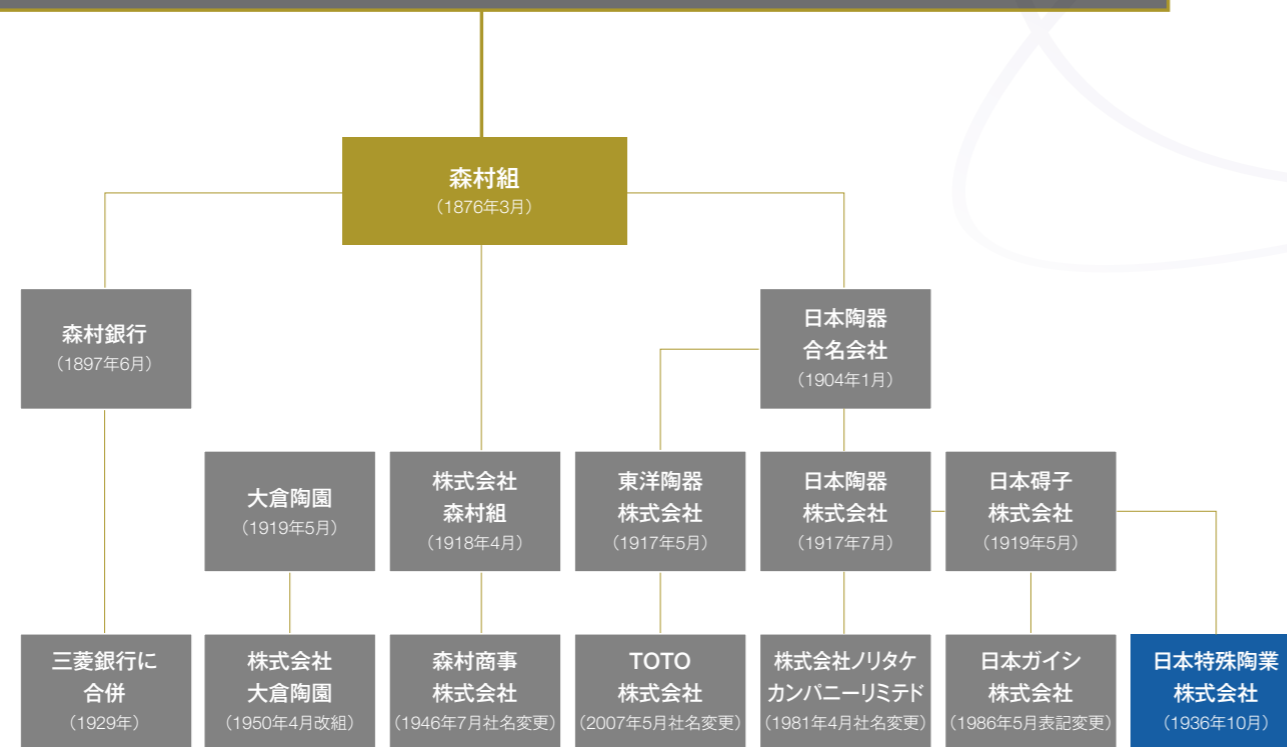 森村組
（1876年3月）
森村銀行
（1897年6月）
日本陶器
合名会社
（1904年1月）
大倉陶園
（1919年5月）
株式会社
森村組
（1918年4月）
東洋陶器
株式会社
（1917年5月）
日本陶器
株式会社
（1917年7月）
日本碍子
株式会社
（1919年5月）
三菱銀行に
合併
（1929年）
株式会社
大倉陶園
（1950年4月改組）
森村商事
株式会社
（1946年7月社名変更）
TOTO
株式会社
（2007年5月社名変更）
株式会社ノリタケ
カンパニーリミテド
（1981年4月社名変更）
日本ガイシ
株式会社
（1986年5月表記変更）
日本特殊陶業
株式会社
（1936年10月）